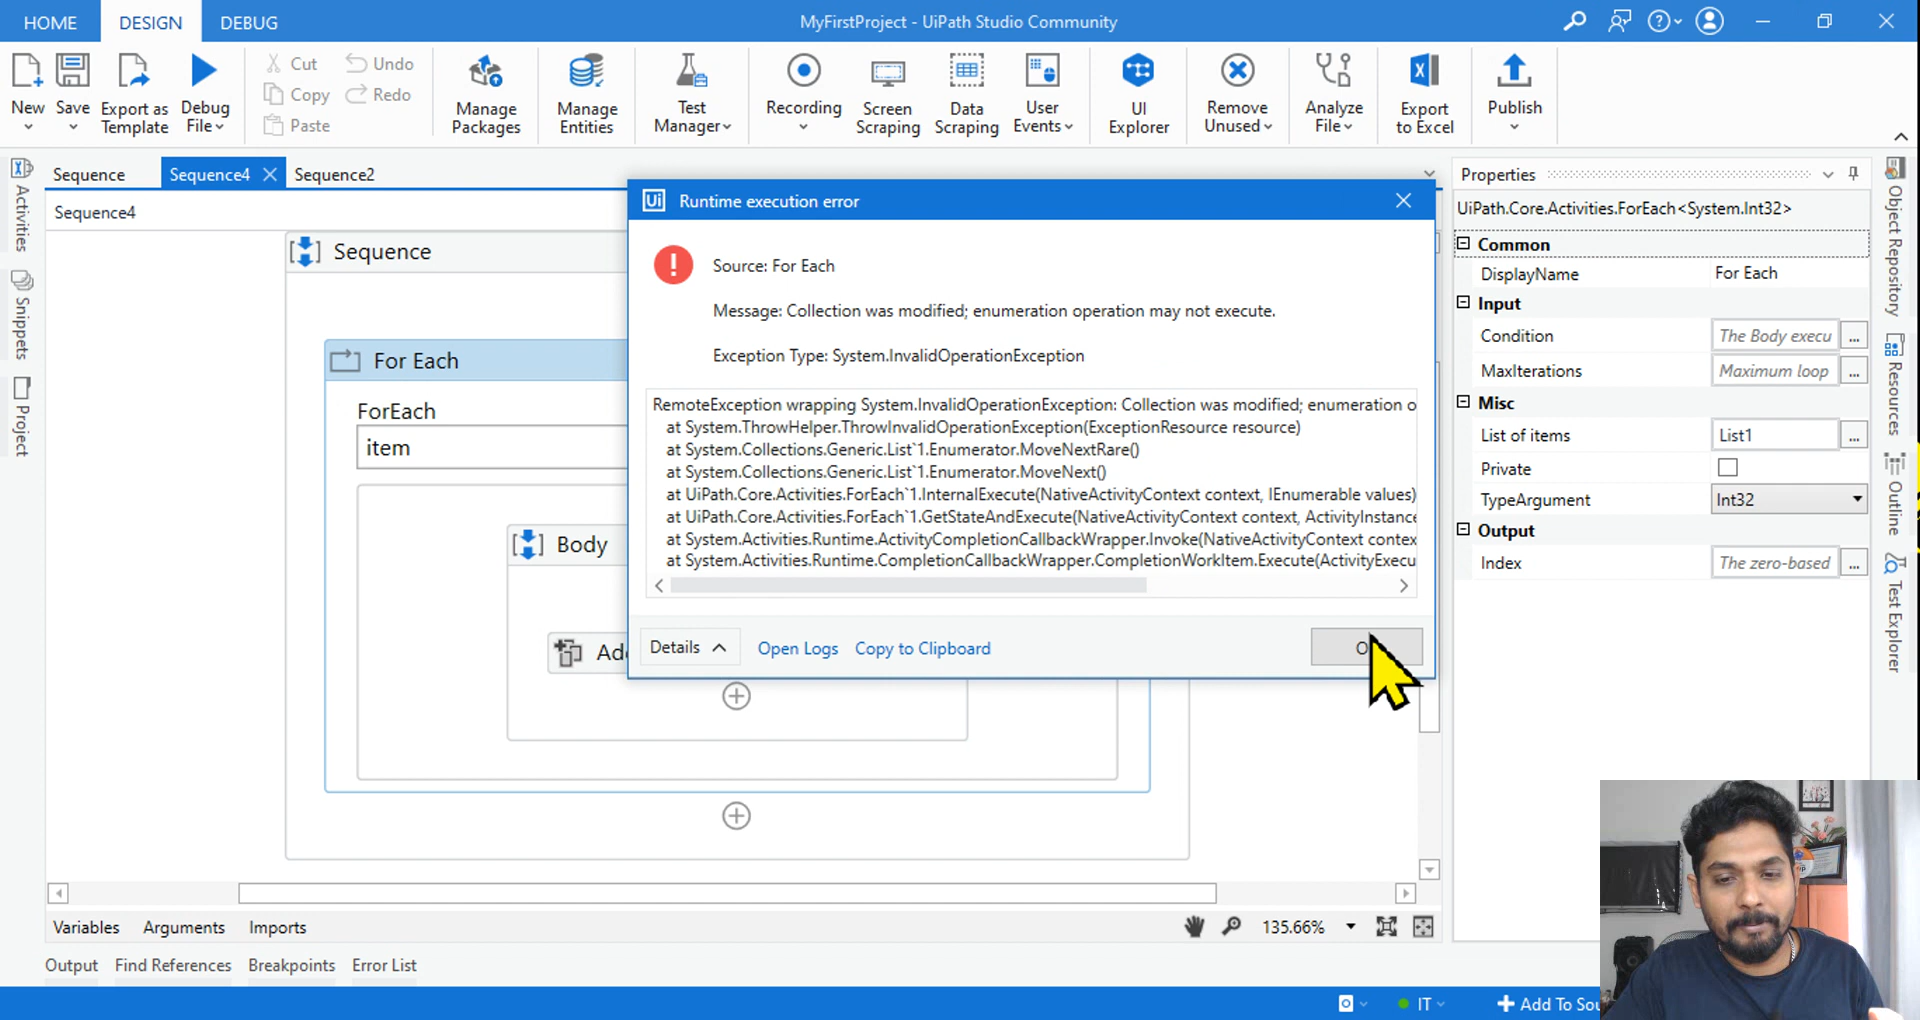 HOME
DESIGN
DEBUG
MyFirstProject - UiPath Studio Community
New
Save
Export as
Template
Debug
File
Cut
Copy
Paste
Undo
Redo
Manage
Packages
Manage
Entities
Test
Manager
Recording
Screen
Scraping
Data
Scraping
User
Events
UI
Explorer
Remove
Unused
Analyze
File
Export
to Excel
Publish
Activities
Snippets
Project
Sequence
Sequence4
Sequence2
Sequence4
Sequence
For Each
ForEach
item
Body
Ad
Ui Runtime execution error
Source: For Each
Message: Collection was modified; enumeration operation may not execute.
Exception Type: System.InvalidOperationException
RemoteException wrapping System.InvalidOperationException: Collection was modified; enumeration o
at System.ThrowHelper.ThrowInvalidOperationException(ExceptionResource resource)
at System.Collections.Generic.List`1.Enumerator.MoveNextRare()
at System.Collections.Generic.List`1.Enumerator.MoveNext()
at UiPath.Core.Activities.ForEach`1.InternalExecute(NativeActivityContext context, IEnumerable values)
at UiPath.Core.Activities.ForEach`1.GetStateAndExecute(NativeActivityContext context, ActivityInstance
at System.Activities.Runtime.ActivityCompletionCallbackWrapper.Invoke(NativeActivityContext contex
at System.Activities.Runtime.CompletionCallbackWrapper.CompletionWorkItem.Execute(ActivityExecu
Details
Open Logs
Copy to Clipboard
O
Properties
UiPath.Core.Activities.ForEach<System.Int32>
Common
DisplayName
For Each
Input
Condition
The Body execu
...
MaxIterations
Maximum loop
...
Misc
List of items
List1
...
Private
TypeArgument
Int32
Output
Index
The zero-based
...
Object Repository
Resources
Outline
Test Explorer
Variables
Arguments
Imports
135.66%
Output
Find References
Breakpoints
Error List
IT
Add To Sou